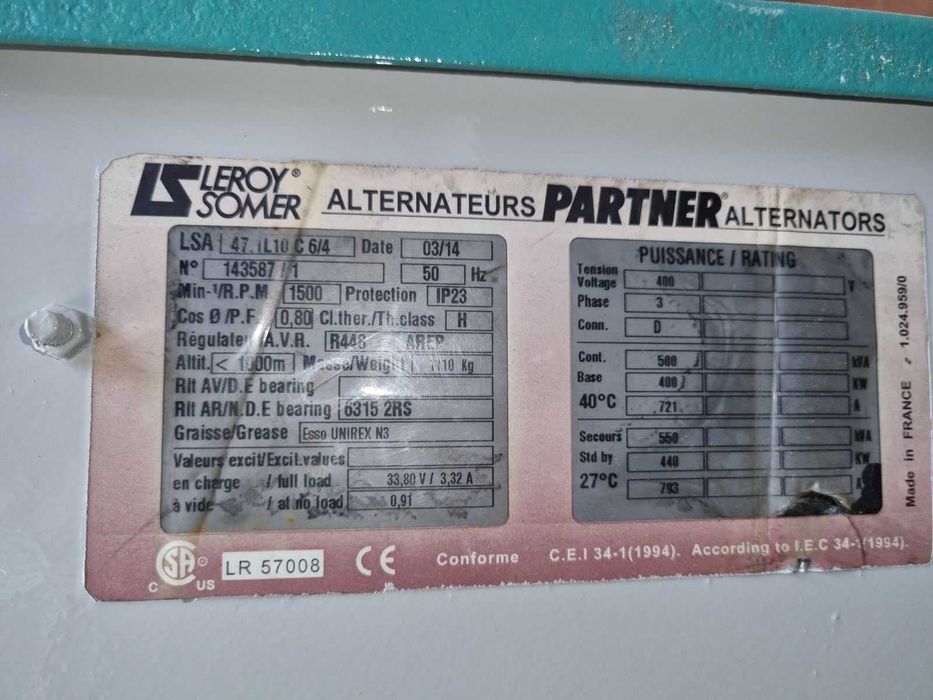 LEROY® SOMER ALTERNATEURS PARTNER® ALTERNATORS
LSA 47.1L10 C 6/4 Date 03/14
N° 143587 / 1 50 Hz
Min-¹/R.P.M 1500 Protection IP23
Cos Ø /P.F. 0,80 Cl.ther./Th.class H
Régulateur/A.V.R. R448 AREP
Altit. < 1000m Masse/Weight 1110 Kg
Rlt AV/D.E bearing
Rlt AR/N.D.E bearing 6315 2RS
Graisse/Grease Esso UNIREX N3
Valeurs excit/Excit.values
en charge / full load 33,80 V / 3,32 A
à vide / at no load 0,91
PUISSANCE / RATING
Tension
Voltage 400 V
Phase 3
Conn. D
Cont. 500 kVA
Base 400 KW
40°C 721 A
Secours 550 kVA
Std by 440 KW
27°C 793 A
Made in FRANCE - 1.024.959/0
C SA® US LR 57008 CE Conforme C.E.I 34-1(1994). According to I.E.C 34-1(1994).